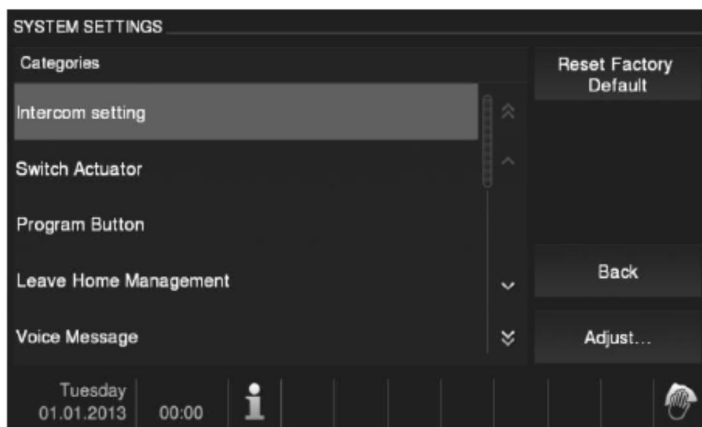 SYSTEM SETTINGS
Categories
Intercom setting
Switch Actuator
Program Button
Leave Home Management
Voice Message
Reset Factory
Default
Back
Adjust...
Tuesday
01.01.2013
00:00